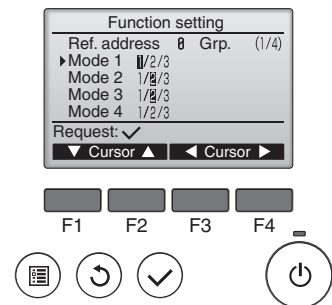 Function setting
Ref. address 0 Grp. (1/4)
Mode 1 1/2/3
Mode 2 1/2/3
Mode 3 1/2/3
Mode 4 1/2/3
Request: ✓
▼ Cursor ▲ ◀ Cursor ▶
F1 F2 F3 F4